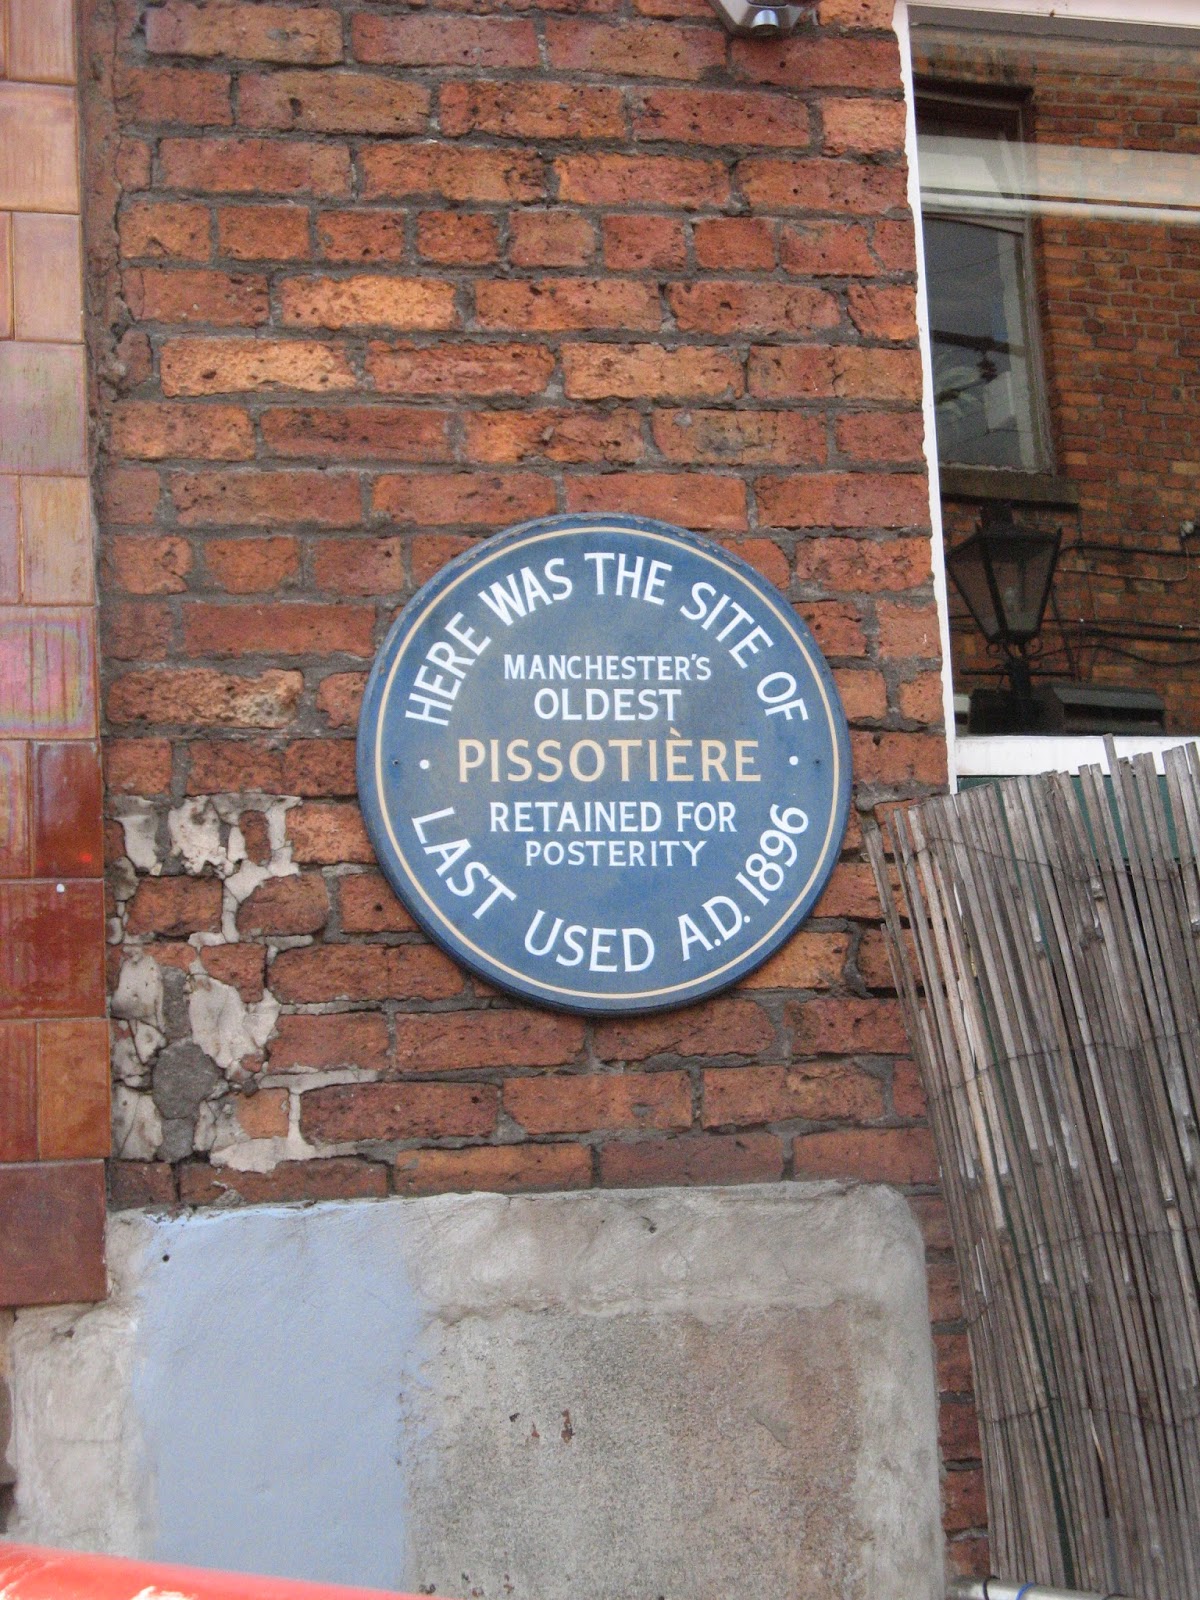 HERE WAS THE SITE OF
MANCHESTER'S
OLDEST
PISSOTIÈRE
RETAINED FOR
POSTERITY
LAST USED A.D. 1896